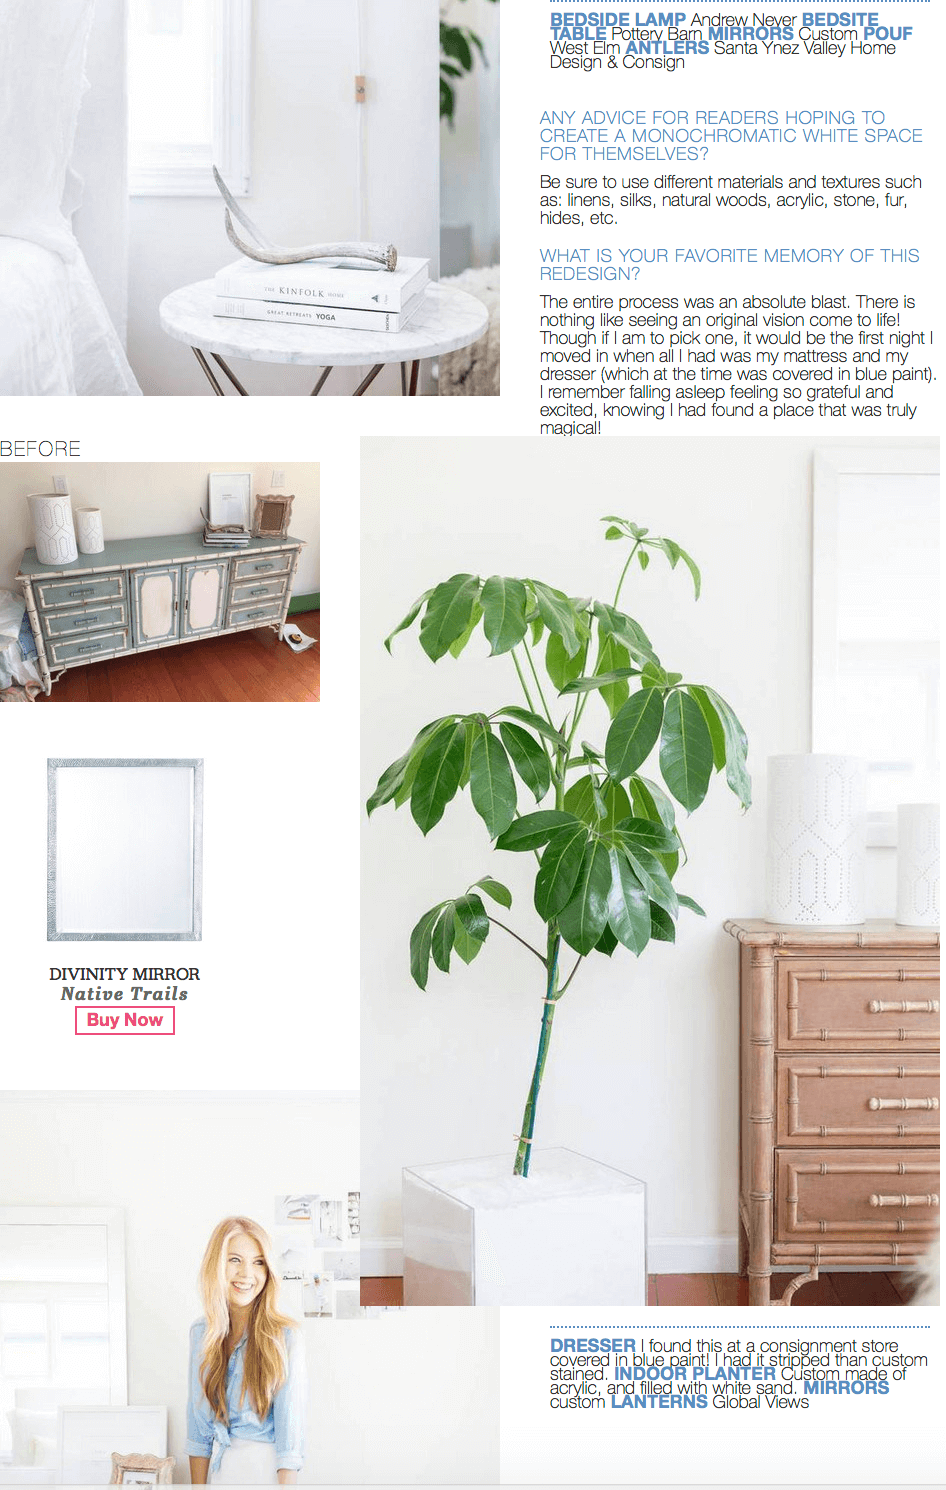 BEDSIDE LAMP Andrew Never BEDSITE
TABLE Pottery Barn MIRRORS Custom POUF
West Elm ANTLERS Santa Ynez Valley Home
Design & Consign
ANY ADVICE FOR READERS HOPING TO
CREATE A MONOCHROMATIC WHITE SPACE
FOR THEMSELVES?
Be sure to use different materials and textures such
as: linens, silks, natural woods, acrylic, stone, fur,
hides, etc.
WHAT IS YOUR FAVORITE MEMORY OF THIS
REDESIGN?
The entire process was an absolute blast. There is
nothing like seeing an original vision come to life!
Though if I am to pick one, it would be the first night I
moved in when all I had was my mattress and my
dresser (which at the time was covered in blue paint).
I remember falling asleep feeling so grateful and
excited, knowing I had found a place that was truly
magical!
THE KINFOLK HOME
GREAT RETREATS YOGA
BEFORE
DIVINITY MIRROR
Native Trails
Buy Now
DRESSER I found this at a consignment store
covered in blue paint! I had it stripped than custom
stained. INDOOR PLANTER Custom made of
acrylic, and filled with white sand. MIRRORS
custom LANTERNS Global Views